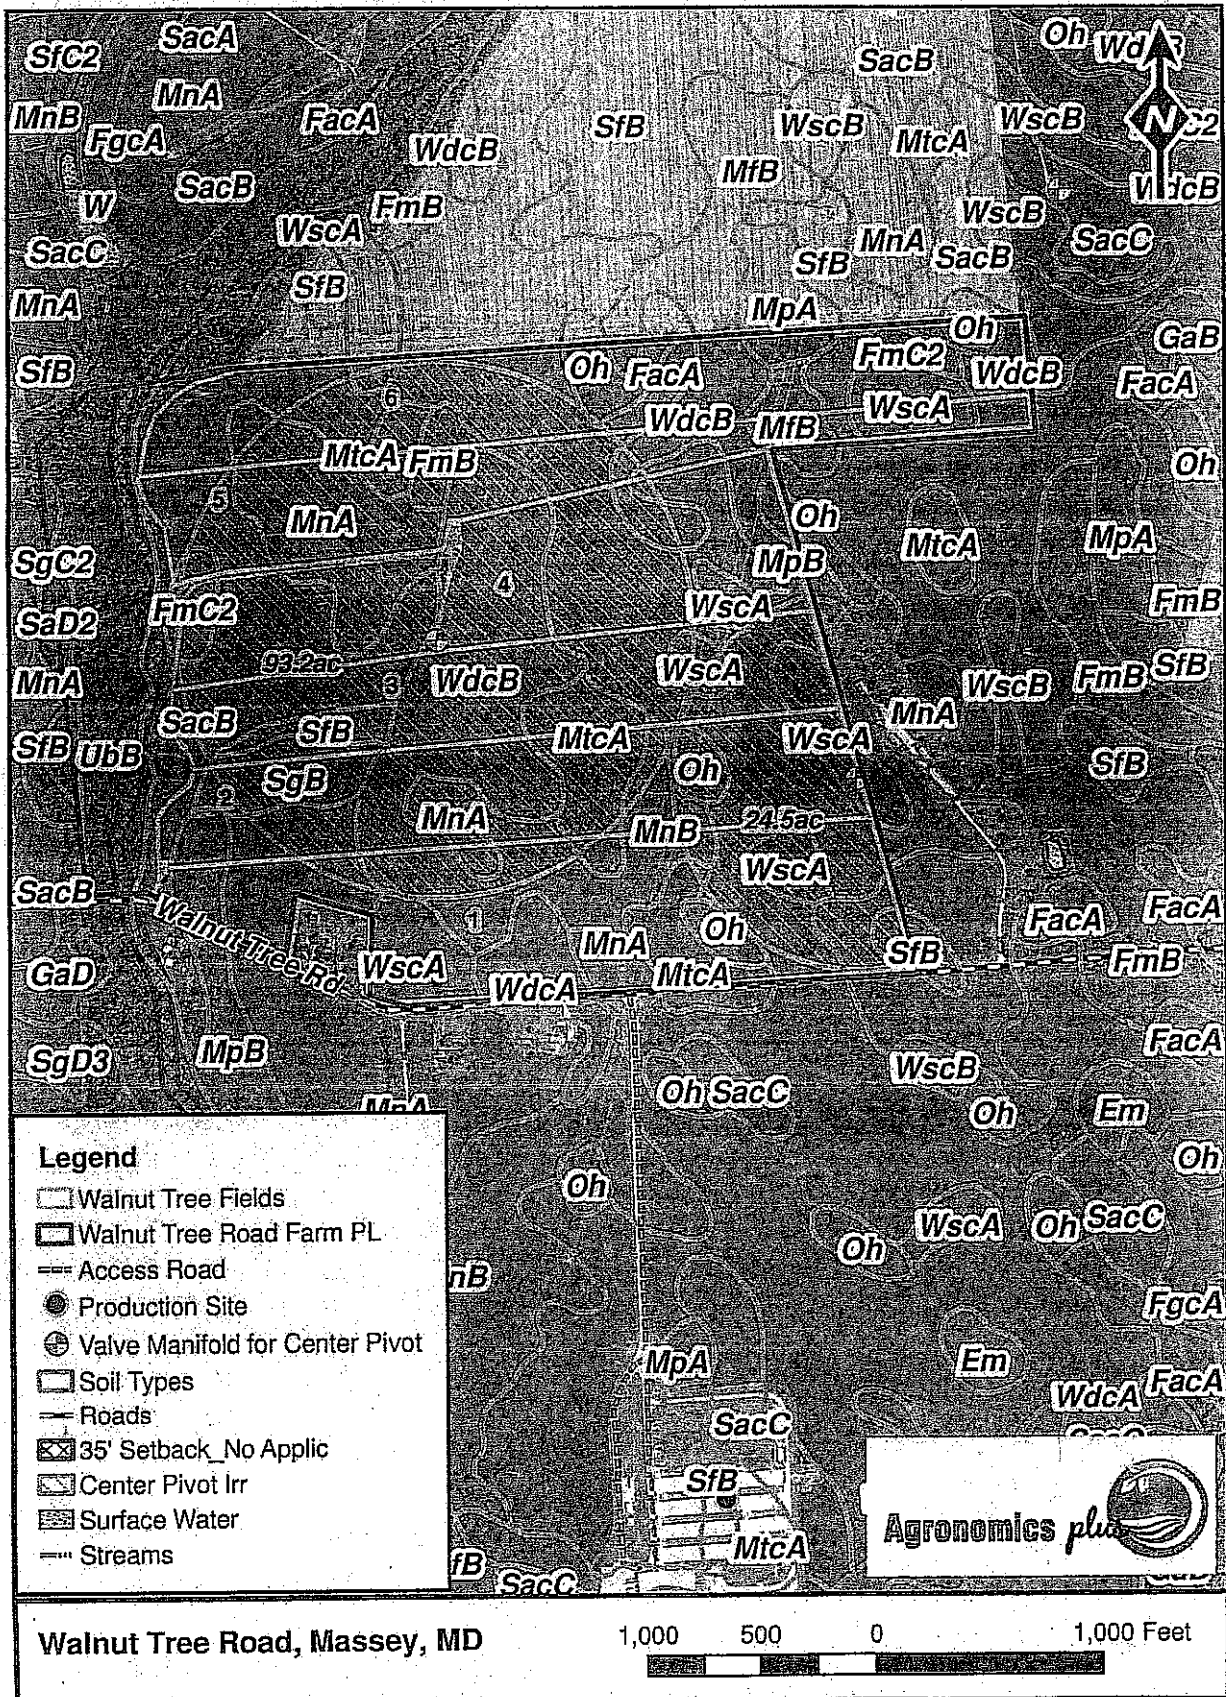 Oh
SacA
SfC2
SacB
MnA
MnB
FacA
SfB
WscB
WscB
N
C2
FgcA
MtcA
WdcB
MfB
SacB
WdcB
W
FmB
WscB
WscA
MnA
SacC
SacC
SfB
SacB
SfB
MnA
MpA
Oh
GaB
FmC2
SfB
Oh
FacA
WdcB
FacA
6
WscA
WdcB
MfB
MtcA
FmB
Oh
5
MnA
Oh
MtcA
MpA
SgC2
MpB
4
FmC2
WscA
FmB
SaD2
93.2ac
WscA
SfB
MnA
3
WdcB
WscB
FmB
SacB
SfB
MnA
MtcA
WscA
SfB
UbB
SfB
SgB
Oh
2
MnA
MnB
24.5ac
WscA
SacB
Walnut Tree Rd
1
Oh
FacA
FacA
MnA
SfB
WscA
MtcA
FmB
GaD
WdcA
FacA
SgD3
MpB
WscB
Oh
SacC
Oh
Em
MnA
Oh
Oh
WscA
Oh
SacC
Oh
nB
FgcA
MpA
Em
FacA
WdcA
SacC
SfB
MtcA
fB
SacC
Legend
Walnut Tree Fields
Walnut Tree Road Farm PL
Access Road
Production Site
Valve Manifold for Center Pivot
Soil Types
Roads
35' Setback_No Applic
Center Pivot Irr
Surface Water
Streams
Agronomics plus
Walnut Tree Road, Massey, MD
1,000 500 0 1,000 Feet